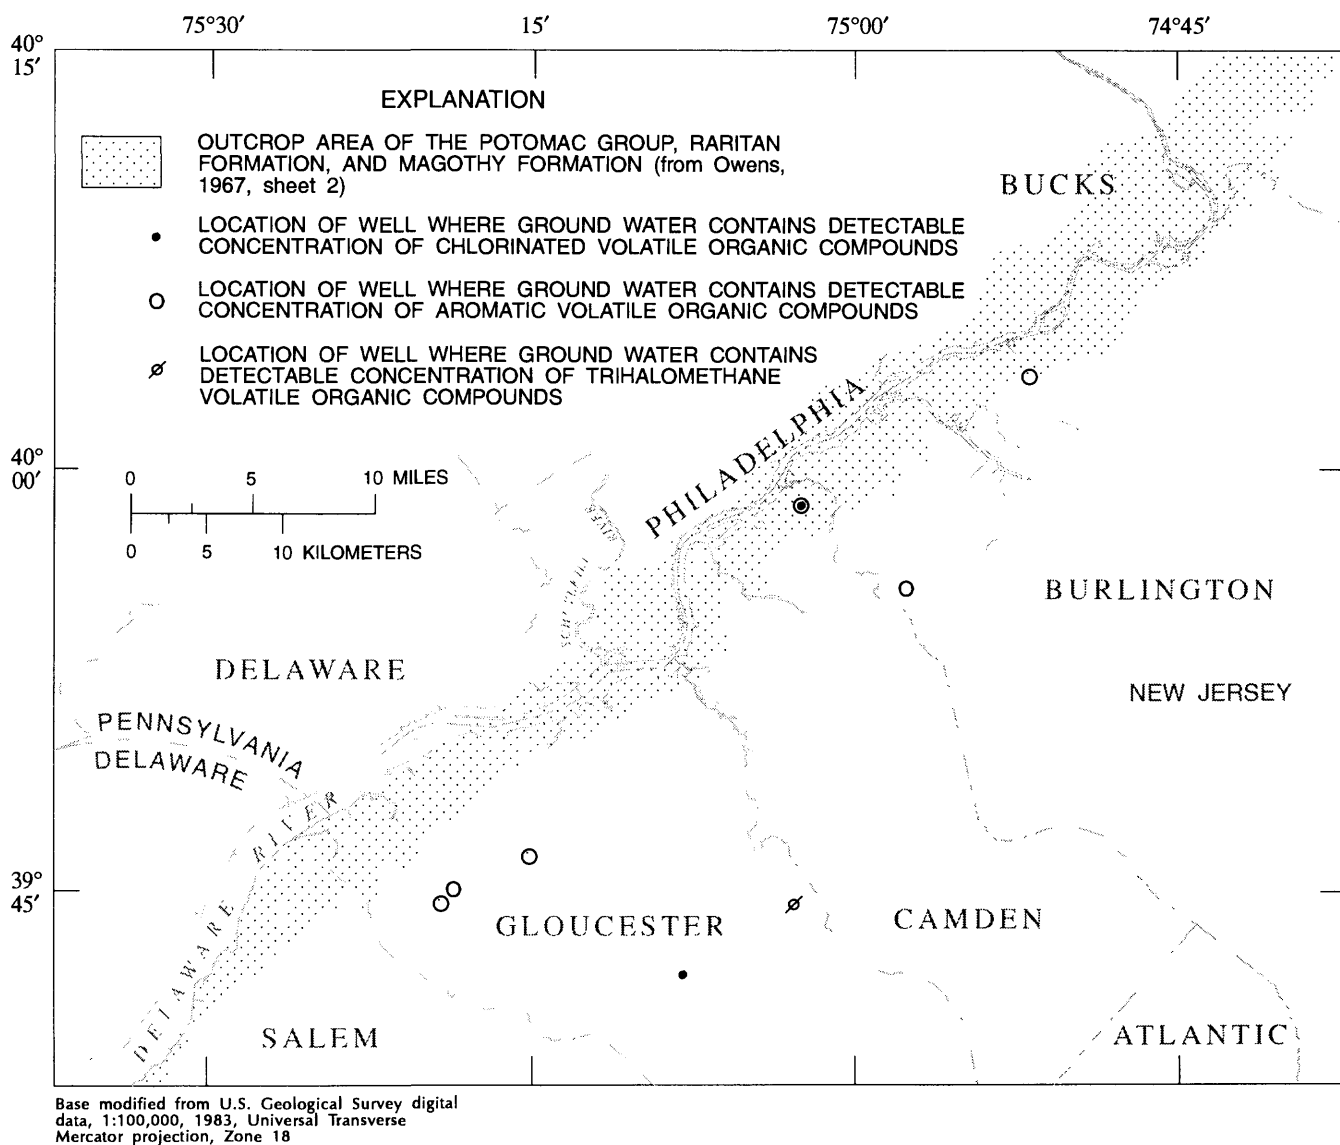 75°30′ 15′ 75°00′ 74°45′
40°
15′
EXPLANATION
OUTCROP AREA OF THE POTOMAC GROUP, RARITAN
FORMATION, AND MAGOTHY FORMATION (from Owens,
1967, sheet 2)
LOCATION OF WELL WHERE GROUND WATER CONTAINS DETECTABLE
CONCENTRATION OF CHLORINATED VOLATILE ORGANIC COMPOUNDS
LOCATION OF WELL WHERE GROUND WATER CONTAINS DETECTABLE
CONCENTRATION OF AROMATIC VOLATILE ORGANIC COMPOUNDS
LOCATION OF WELL WHERE GROUND WATER CONTAINS
DETECTABLE CONCENTRATION OF TRIHALOMETHANE
VOLATILE ORGANIC COMPOUNDS
BUCKS
PHILADELPHIA
40°
00′
0 5 10 MILES
0 5 10 KILOMETERS
SCHUYLKILL RIVER
BURLINGTON
DELAWARE
NEW JERSEY
PENNSYLVANIA
DELAWARE
DELAWARE RIVER
39°
45′
GLOUCESTER
CAMDEN
SALEM
ATLANTIC
Base modified from U.S. Geological Survey digital
data, 1:100,000, 1983, Universal Transverse
Mercator projection, Zone 18